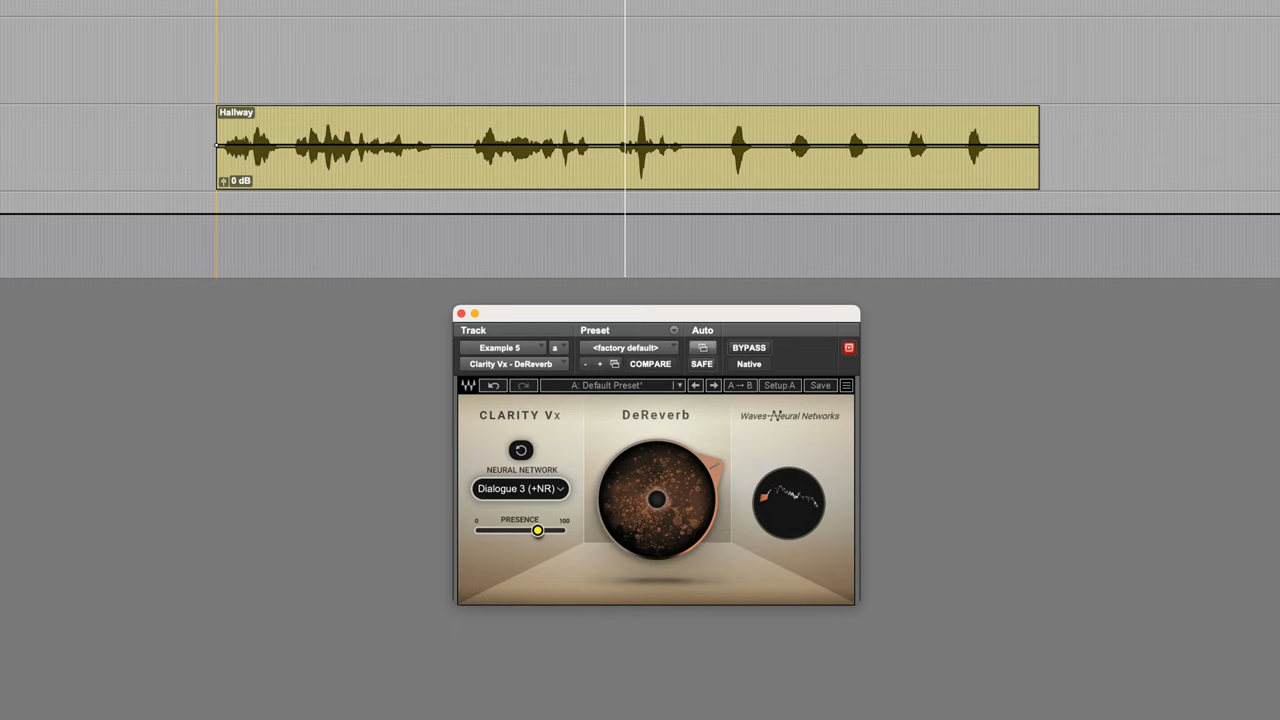 Hallway
0 dB
Track
Preset
Auto
Example 5
a
<factory default>
BYPASS
Clarity Vx - DeReverb
- +
COMPARE
SAFE
Native
A: Default Preset*
A→B
Setup A
Save
CLARITY Vx
DeReverb
Waves Neural Networks
NEURAL NETWORK
Dialogue 3 (+NR)
0 PRESENCE 100